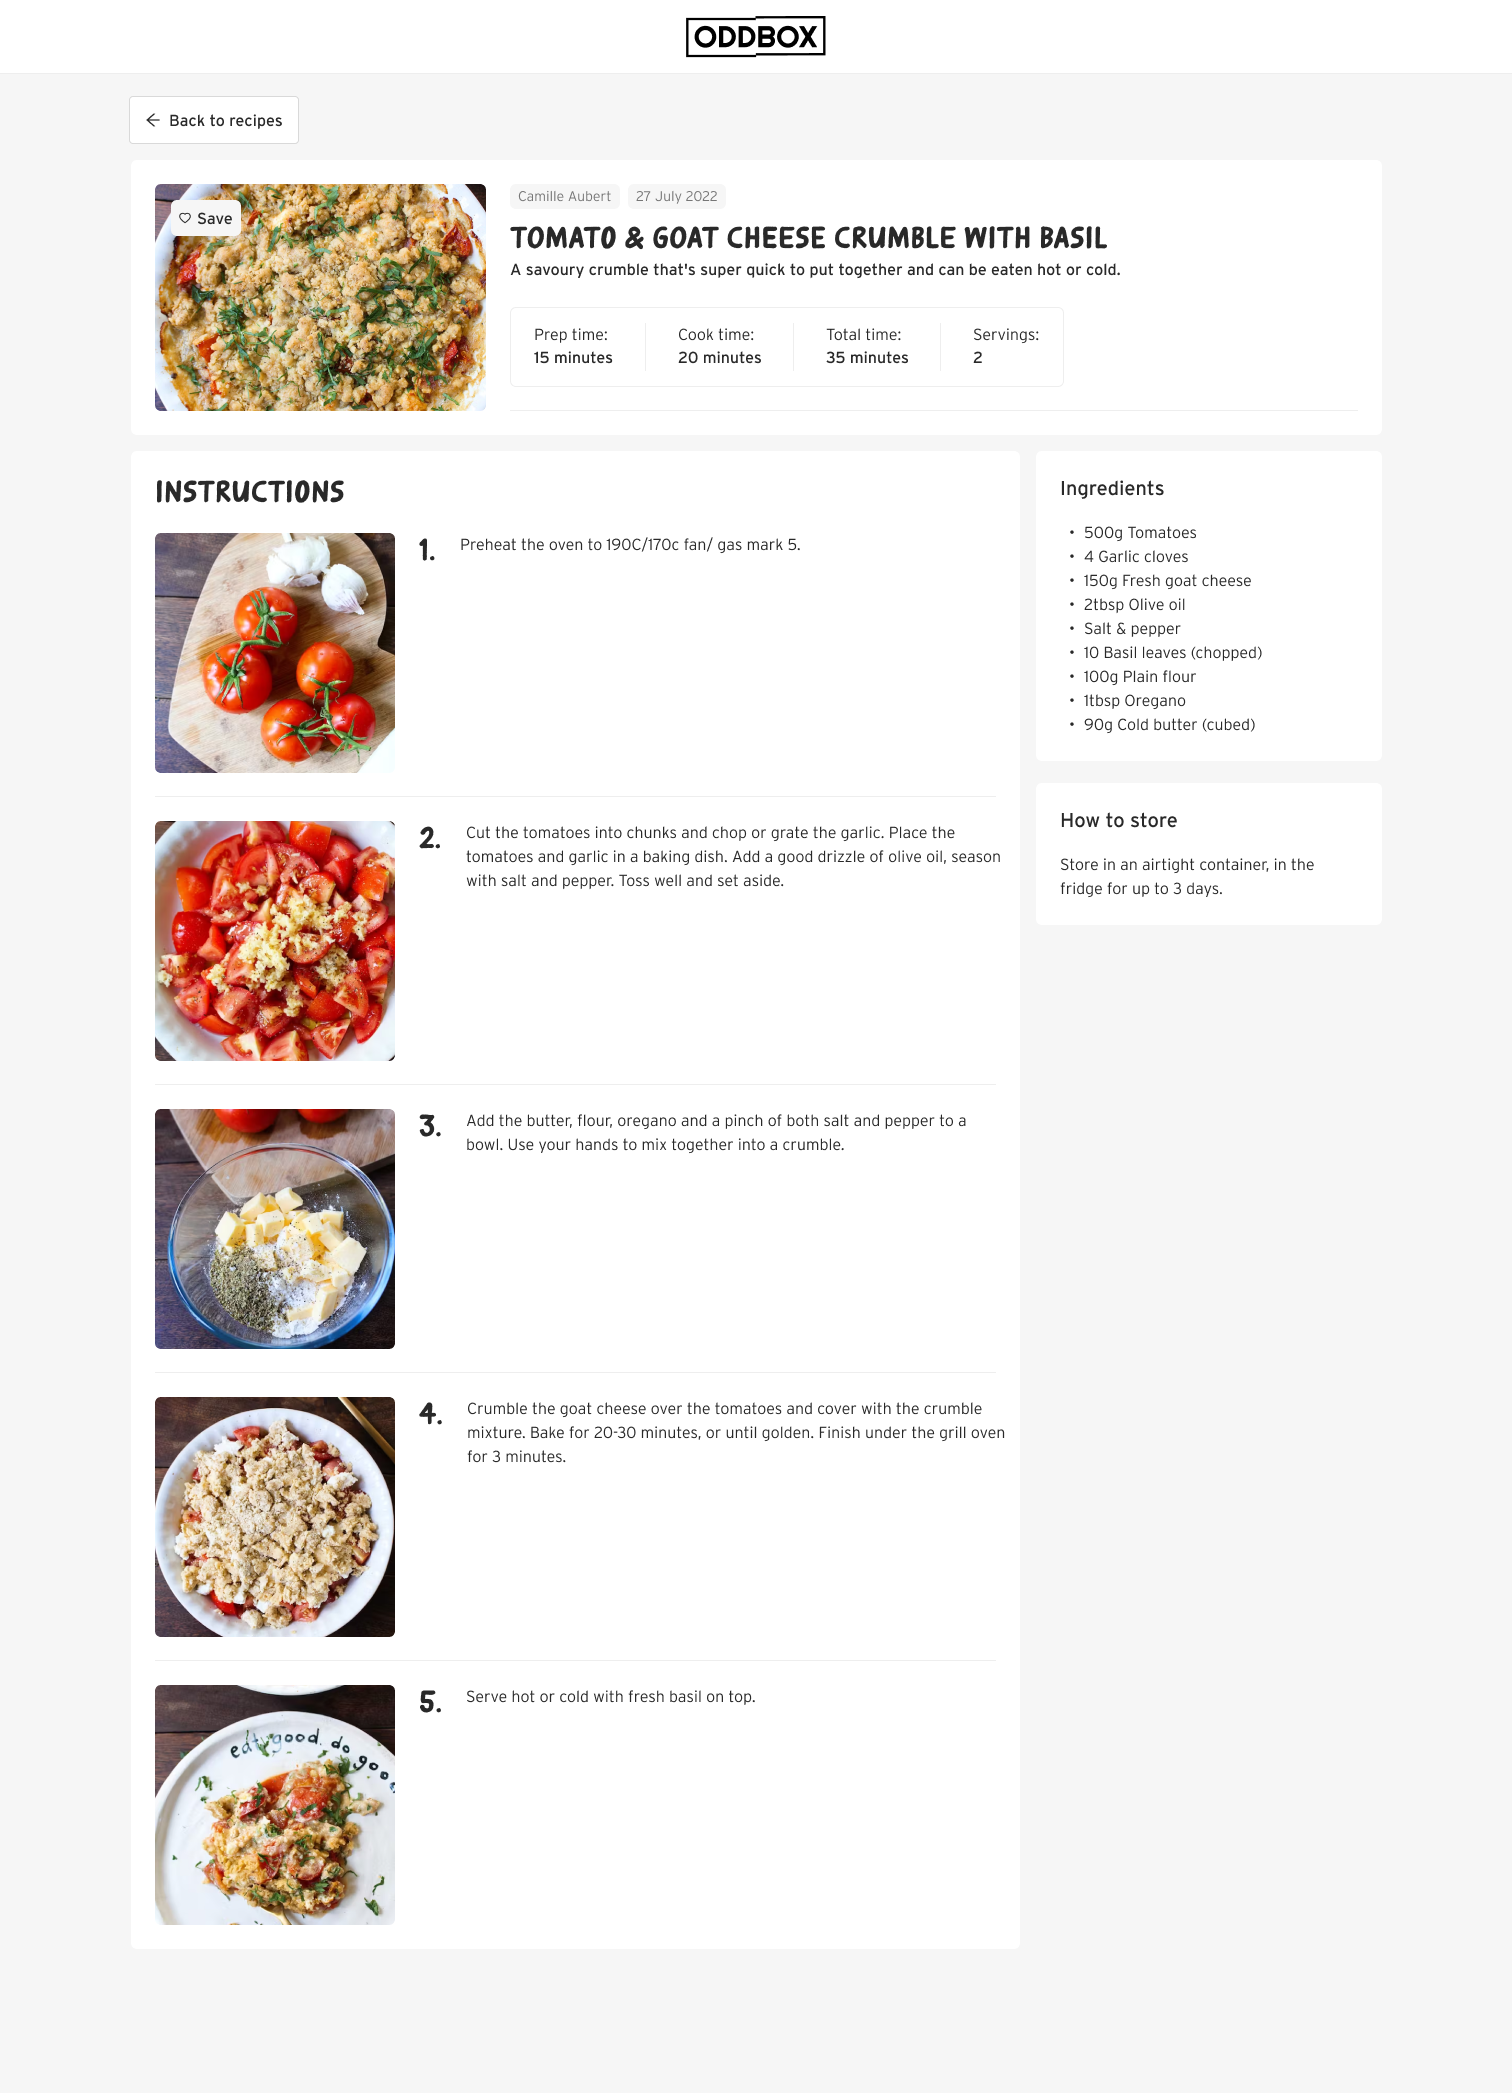 ODDBOX
Back to recipes
Save
Camille Aubert
27 July 2022
TOMATO & GOAT CHEESE CRUMBLE WITH BASIL
A savoury crumble that's super quick to put together and can be eaten hot or cold.
Prep time:
15 minutes
Cook time:
20 minutes
Total time:
35 minutes
Servings:
2
INSTRUCTIONS
1.
Preheat the oven to 190C/170c fan/ gas mark 5.
2.
Cut the tomatoes into chunks and chop or grate the garlic. Place the
tomatoes and garlic in a baking dish. Add a good drizzle of olive oil, season
with salt and pepper. Toss well and set aside.
3.
Add the butter, flour, oregano and a pinch of both salt and pepper to a
bowl. Use your hands to mix together into a crumble.
4.
Crumble the goat cheese over the tomatoes and cover with the crumble
mixture. Bake for 20-30 minutes, or until golden. Finish under the grill oven
for 3 minutes.
5.
Serve hot or cold with fresh basil on top.
eat good. do goo
Ingredients
• 500g Tomatoes
• 4 Garlic cloves
• 150g Fresh goat cheese
• 2tbsp Olive oil
• Salt & pepper
• 10 Basil leaves (chopped)
• 100g Plain flour
• 1tbsp Oregano
• 90g Cold butter (cubed)
How to store
Store in an airtight container, in the
fridge for up to 3 days.